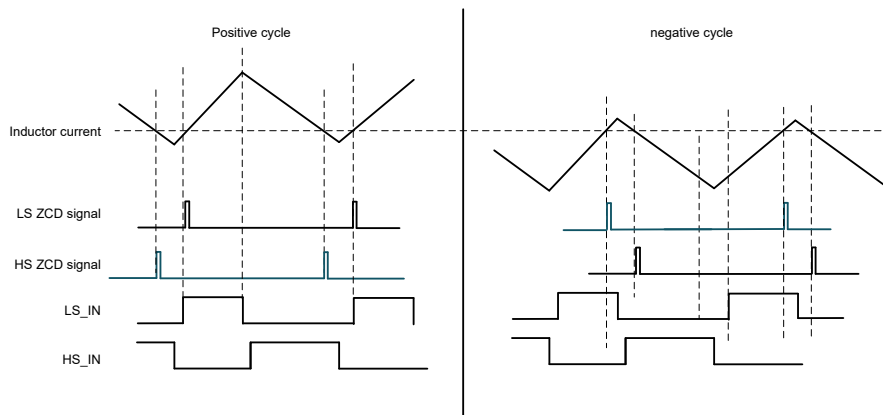 Positive cycle
negative cycle
Inductor current
LS ZCD signal
HS ZCD signal
LS_IN
HS_IN